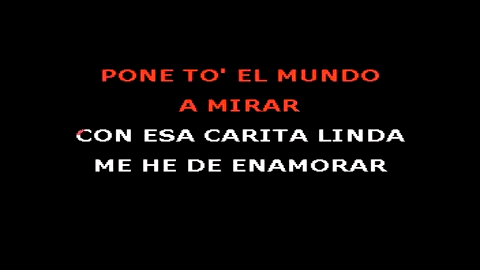 PONE TO' EL MUNDO
A MIRAR
CON ESA CARITA LINDA
ME HE DE ENAMORAR